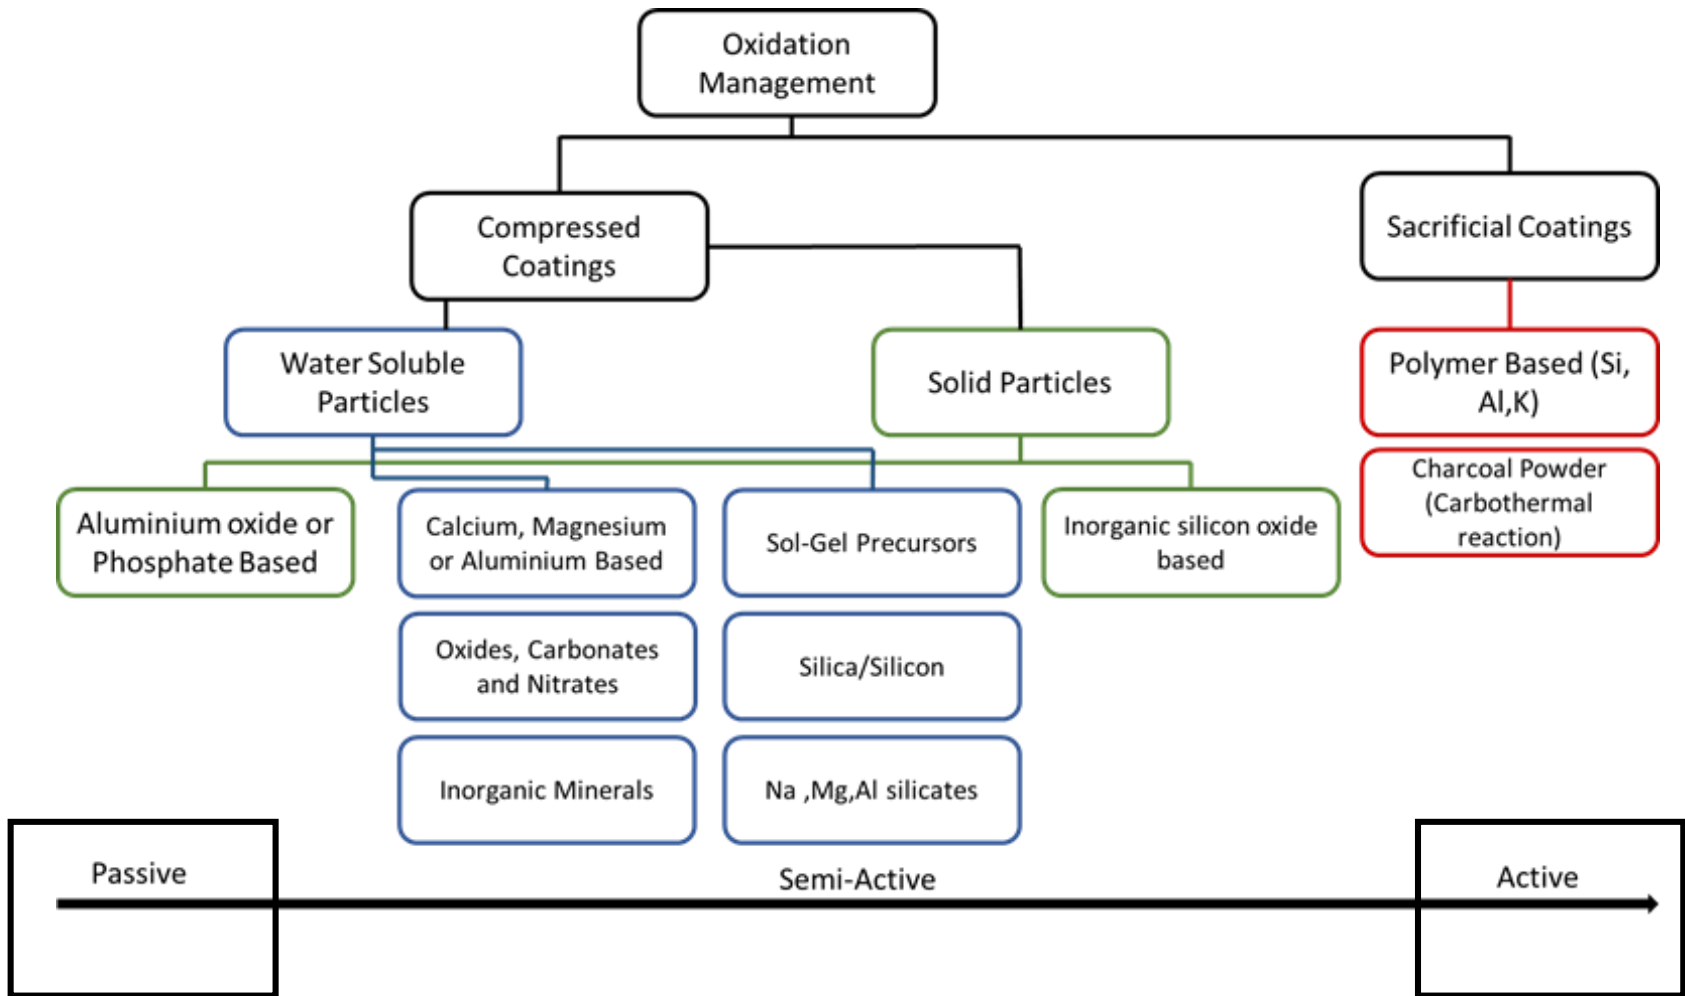 Oxidation
Management
Compressed
Coatings
Sacrificial Coatings
Water Soluble
Particles
Solid Particles
Polymer Based (Si,
Al,K)
Aluminium oxide or
Phosphate Based
Calcium, Magnesium
or Aluminium Based
Sol-Gel Precursors
Inorganic silicon oxide
based
Charcoal Powder
(Carbothermal
reaction)
Oxides, Carbonates
and Nitrates
Silica/Silicon
Inorganic Minerals
Na ,Mg,Al silicates
Passive
Semi-Active
Active